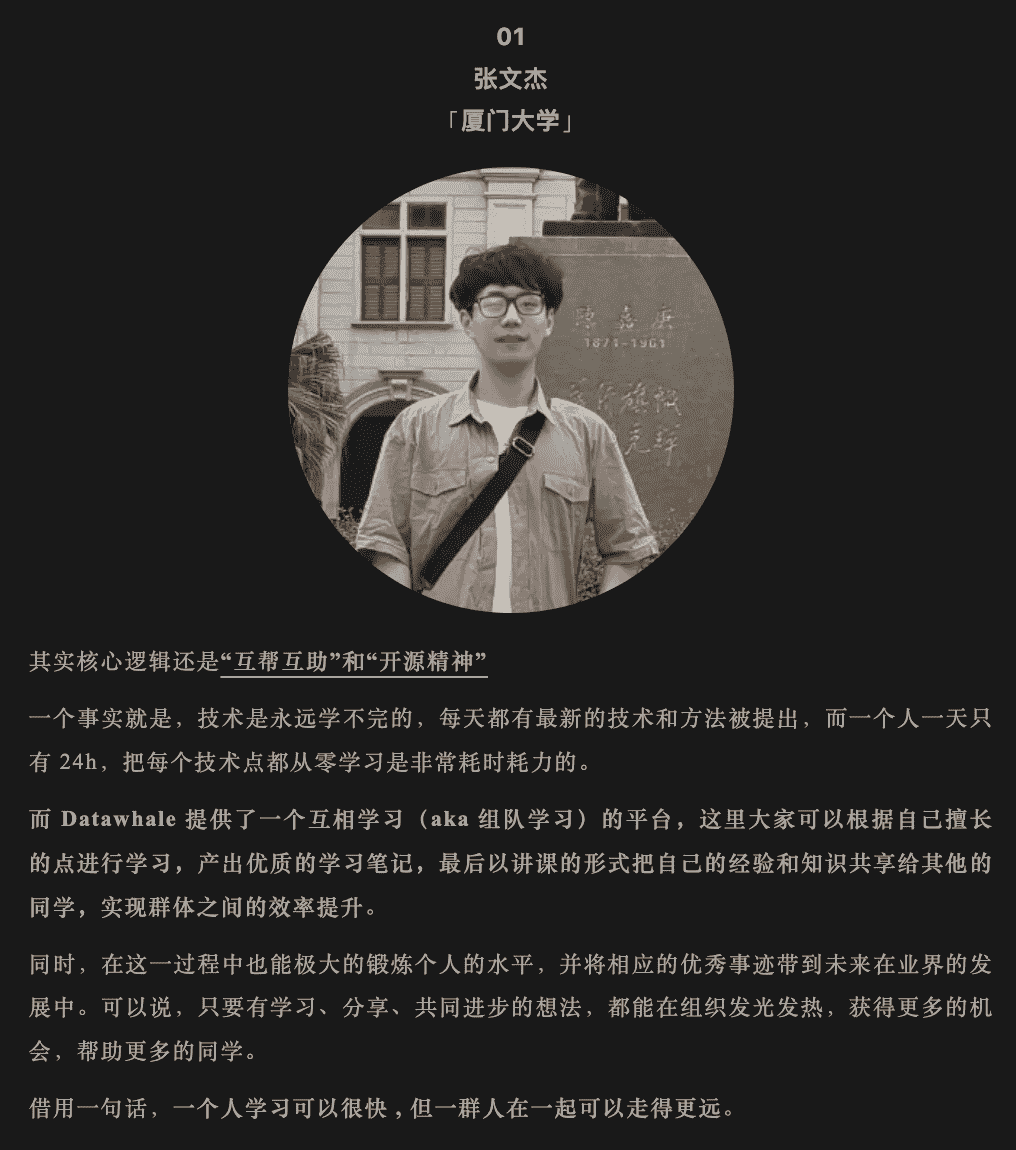 01
张文杰
「厦门大学」
陈嘉庚
1874-1961
其实核心逻辑还是“互帮互助”和“开源精神”
一个事实就是，技术是永远学不完的，每天都有最新的技术和方法被提出，而一个人一天只
有 24h，把每个技术点都从零学习是非常耗时耗力的。
而 Datawhale 提供了一个互相学习（aka 组队学习）的平台，这里大家可以根据自己擅长
的点进行学习，产出优质的学习笔记，最后以讲课的形式把自己的经验和知识共享给其他的
同学，实现群体之间的效率提升。
同时，在这一过程中也能极大的锻炼个人的水平，并将相应的优秀事迹带到未来在业界的发
展中。可以说，只要有学习、分享、共同进步的想法，都能在组织发光发热，获得更多的机
会，帮助更多的同学。
借用一句话，一个人学习可以很快 , 但一群人在一起可以走得更远。